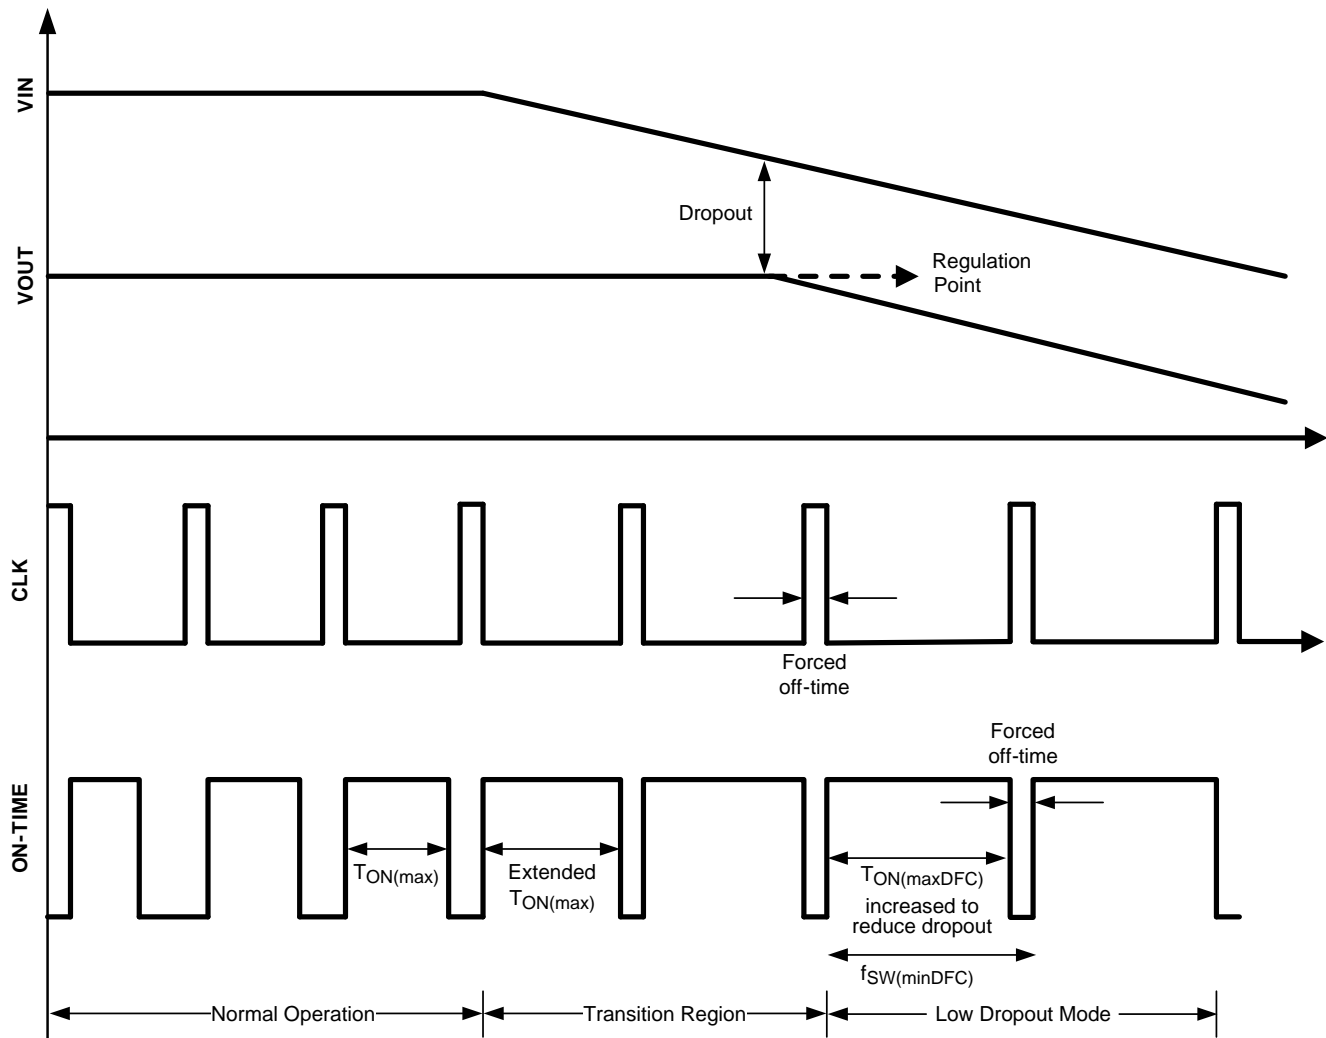 VIN
Dropout
VOUT
Regulation
Point
CLK
Forced
off-time
Forced
off-time
ON-TIME
TON(max)
Extended
TON(max)
TON(maxDFC)
increased to
reduce dropout
fSW(minDFC)
Normal Operation
Transition Region
Low Dropout Mode